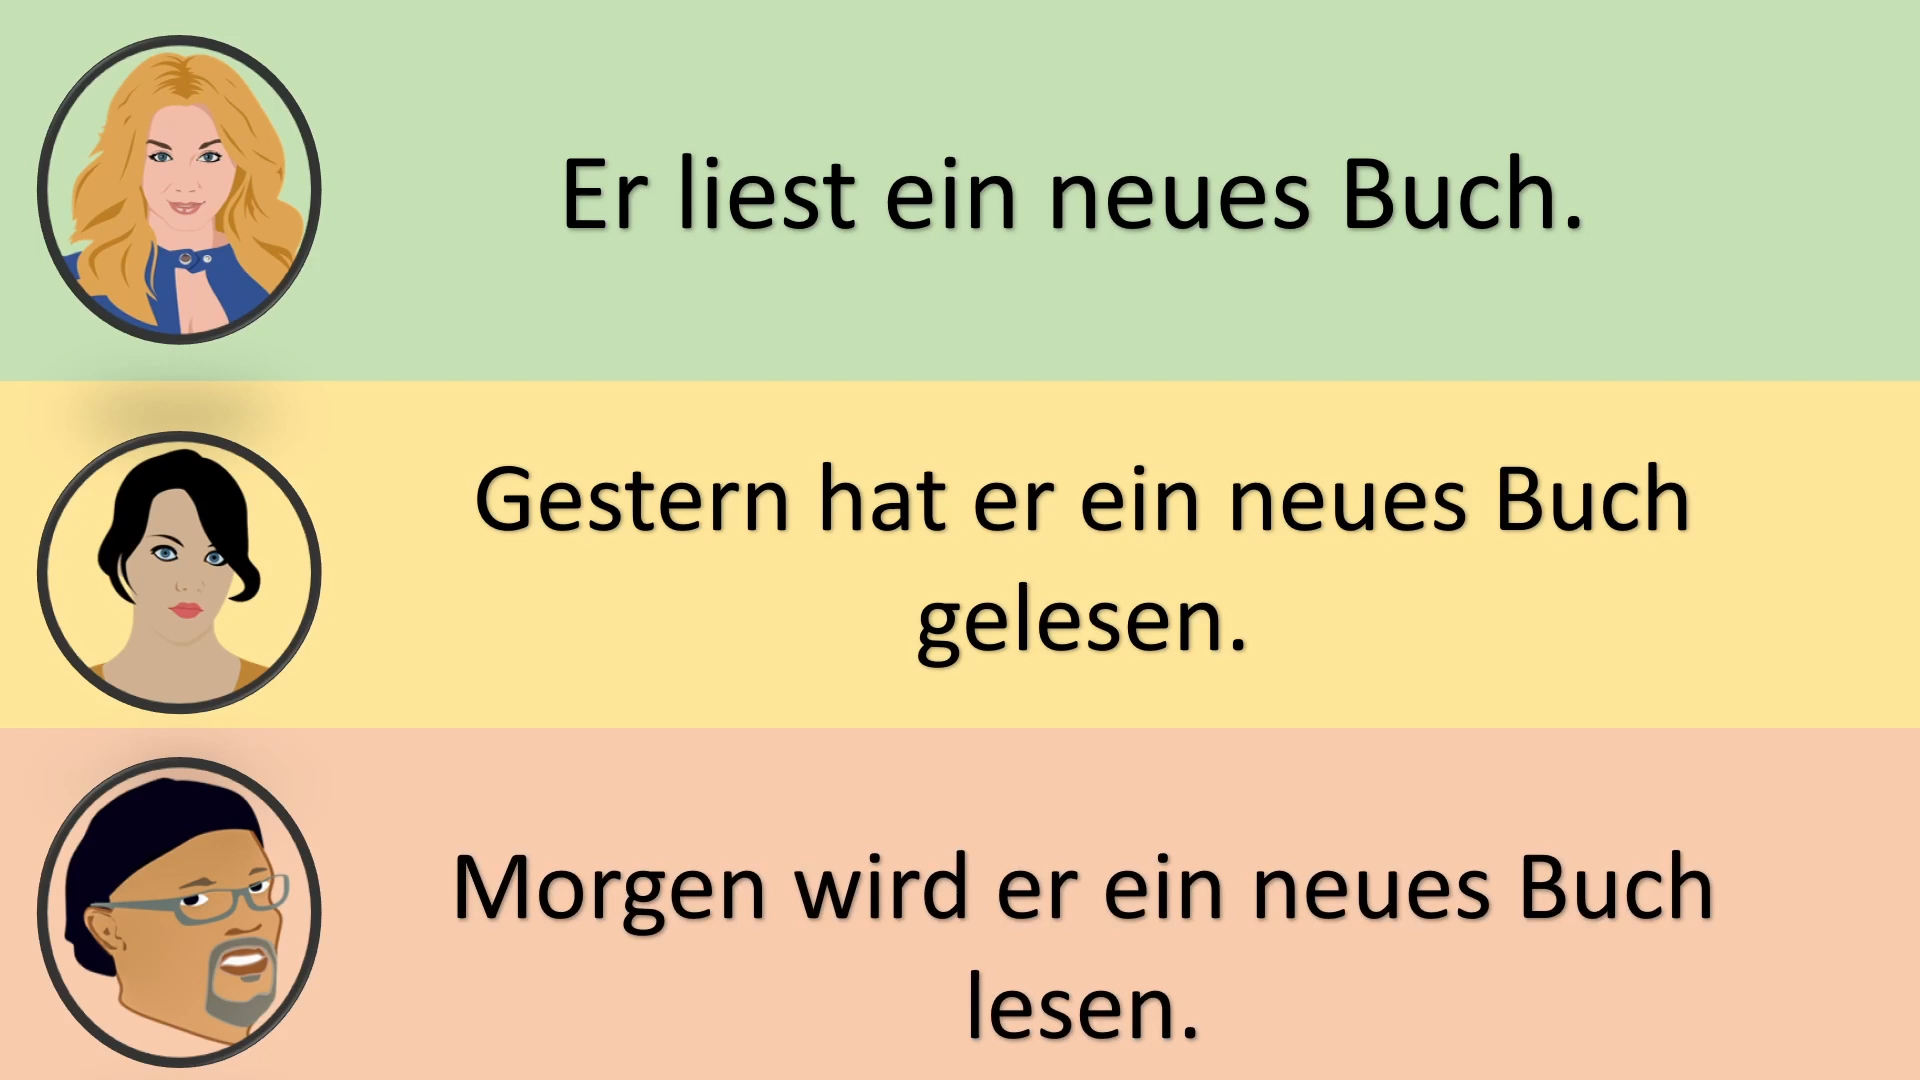 Er liest ein neues Buch.
Gestern hat er ein neues Buch
gelesen.
Morgen wird er ein neues Buch
lesen.